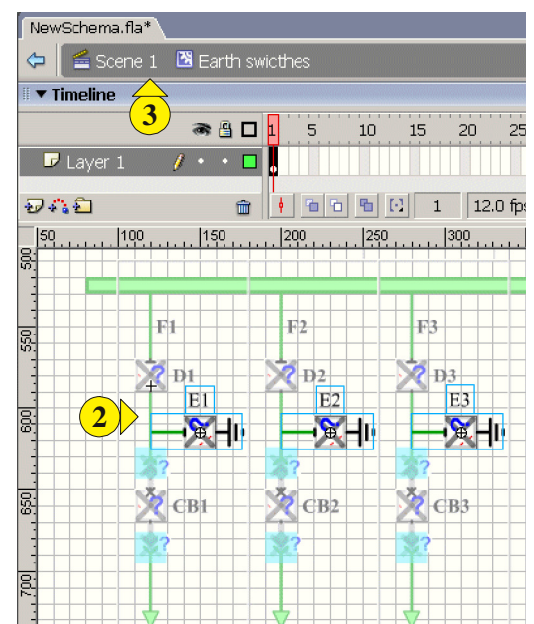 NewSchema.fla*
Scene 1 Earth swicthes
Timeline
3
1 5 10 15 20 25
Layer 1
1 12.0 fps
50 100 150 200 250 300
500
550
600
650
700
F1 F2 F3
? D1 ? D2 ? D3
E1 E2 E3
2
? ? ?
? CB1 ? CB2 ? CB3
? ? ?